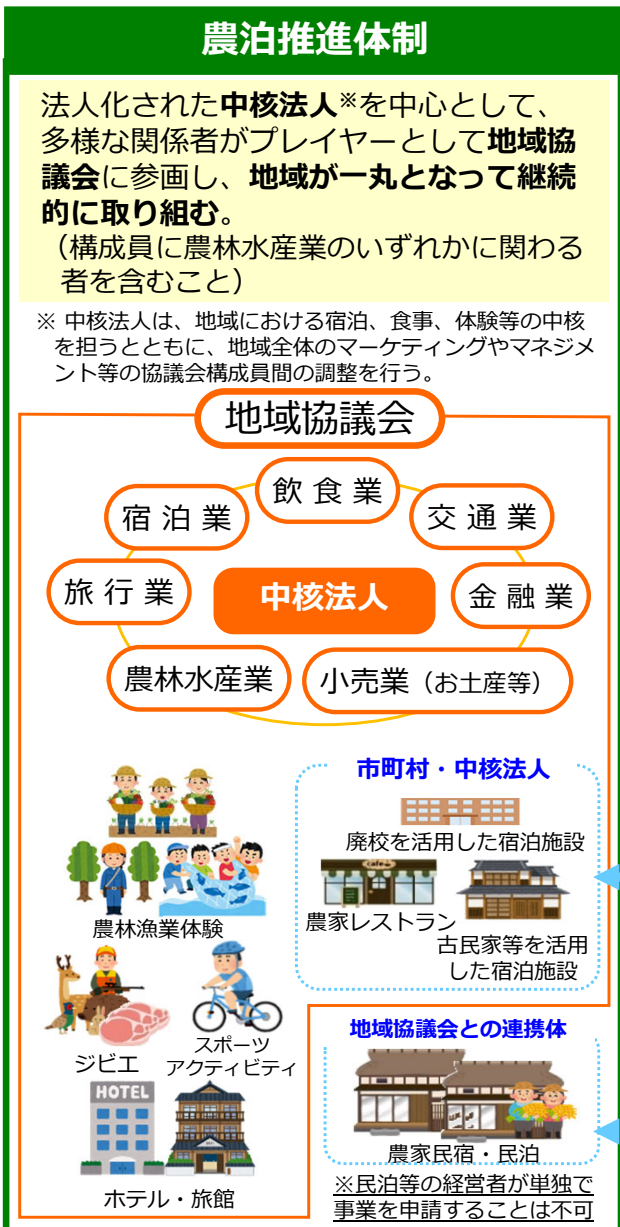 農泊推進体制
法人化された中核法人※を中心として、
多様な関係者がプレイヤーとして地域協
議会に参画し、地域が一丸となって継続
的に取り組む。
（構成員に農林水産業のいずれかに関わる
者を含むこと）
※ 中核法人は、地域における宿泊、食事、体験等の中核
を担うとともに、地域全体のマーケティングやマネジメ
ント等の協議会構成員間の調整を行う。
地域協議会
飲食業
宿泊業
交通業
旅行業
中核法人
金融業
農林水産業
小売業（お土産等）
市町村・中核法人
廃校を活用した宿泊施設
Cafe
農家レストラン
古民家等を活用
した宿泊施設
農林漁業体験
ジビエ
スポーツ
アクティビティ
HOTEL
ホテル・旅館
地域協議会との連携体
農家民宿・民泊
※民泊等の経営者が単独で
事業を申請することは不可